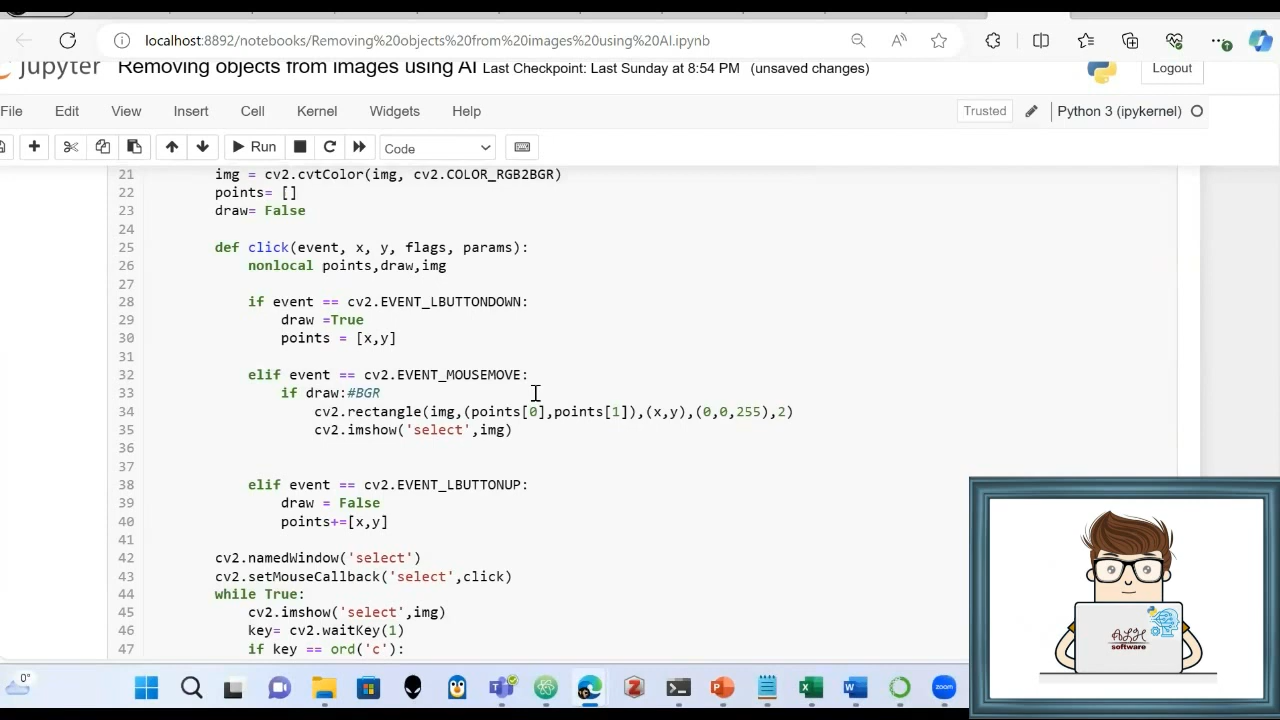 localhost:8892/notebooks/Removing%20objects%20from%20images%20using%20AI.ipynb
jupyter Removing objects from images using AI Last Checkpoint: Last Sunday at 8:54 PM (unsaved changes) Logout
File Edit View Insert Cell Kernel Widgets Help Trusted Python 3 (ipykernel)
Run Code
21 img = cv2.cvtColor(img, cv2.COLOR_RGB2BGR)
22 points= []
23 draw= False
24
25 def click(event, x, y, flags, params):
26 nonlocal points,draw,img
27
28 if event == cv2.EVENT_LBUTTONDOWN:
29 draw =True
30 points = [x,y]
31
32 elif event == cv2.EVENT_MOUSEMOVE:
33 if draw:#BGR
34 cv2.rectangle(img,(points[0],points[1]),(x,y),(0,0,255),2)
35 cv2.imshow('select',img)
36
37
38 elif event == cv2.EVENT_LBUTTONUP:
39 draw = False
40 points+=[x,y]
41
42 cv2.namedWindow('select')
43 cv2.setMouseCallback('select',click)
44 while True:
45 cv2.imshow('select',img)
46 key= cv2.waitKey(1)
47 if key == ord('c'):
software
0°
zoom